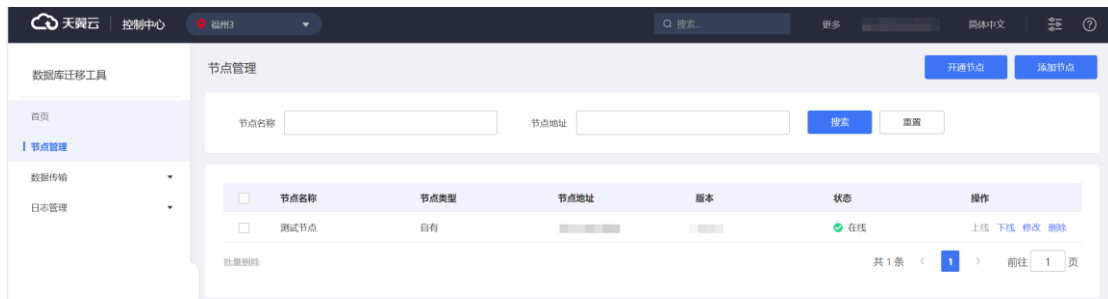 天翼云 控制中心 福州3 搜索... 更多 简体中文
数据库迁移工具
首页
节点管理
数据传输
日志管理
节点管理 开通节点 添加节点
节点名称 节点地址 搜索 重置
节点名称 节点类型 节点地址 版本 状态 操作
测试节点 自有 在线 上线 下线 修改 删除
批量删除 共 1 条 1 前往 1 页